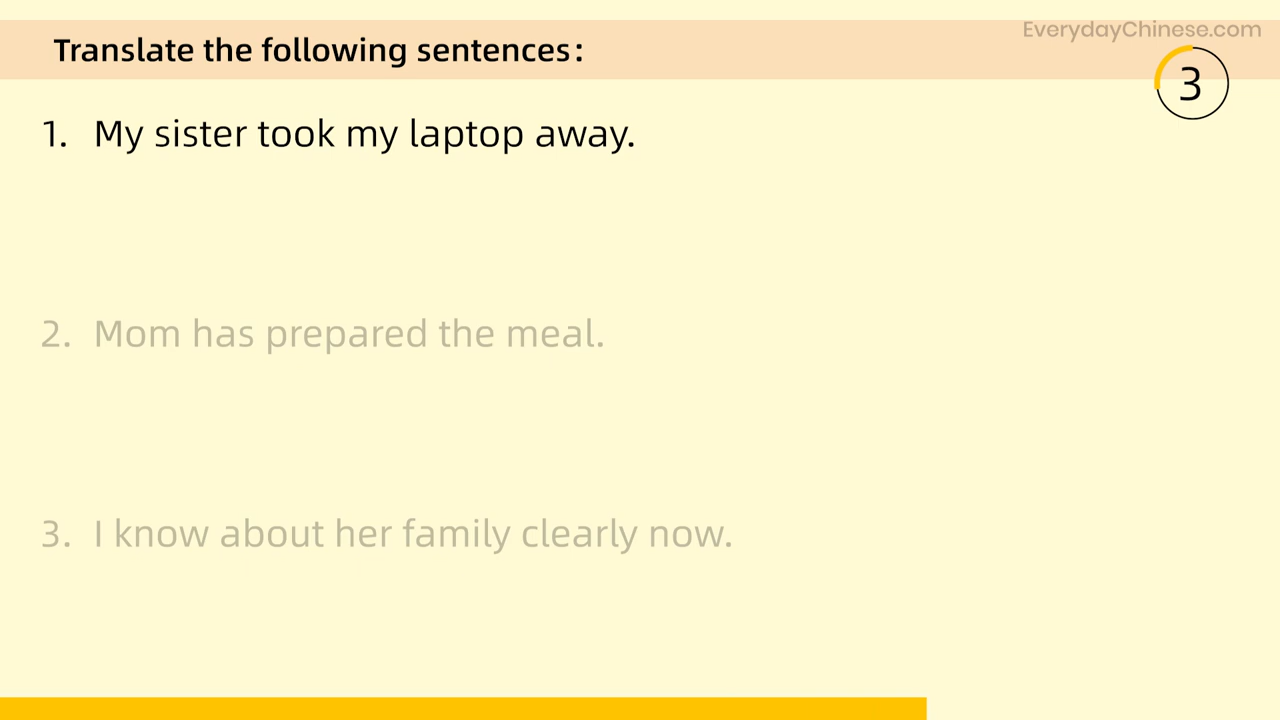 EverydayChinese.com
Translate the following sentences:
3
1. My sister took my laptop away.
2. Mom has prepared the meal.
3. I know about her family clearly now.